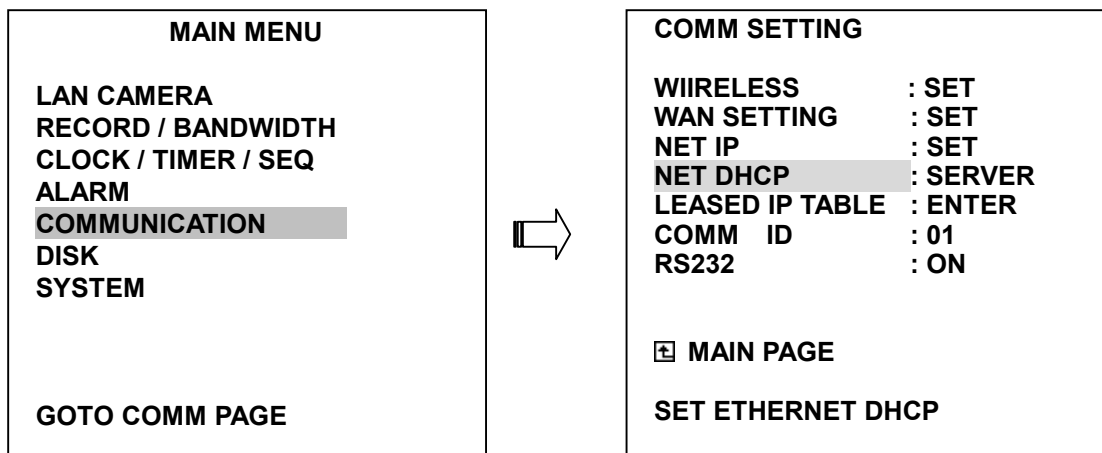 MAIN MENU
LAN CAMERA
RECORD / BANDWIDTH
CLOCK / TIMER / SEQ
ALARM
COMMUNICATION
DISK
SYSTEM
GOTO COMM PAGE
COMM SETTING
WIIRELESS : SET
WAN SETTING : SET
NET IP : SET
NET DHCP : SERVER
LEASED IP TABLE : ENTER
COMM ID : 01
RS232 : ON
MAIN PAGE
SET ETHERNET DHCP